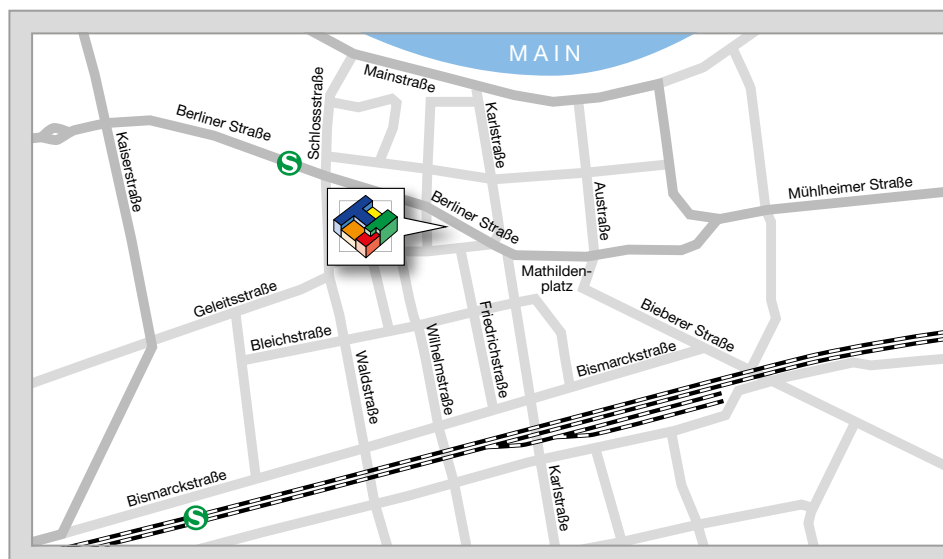 MAIN
Mainstraße
Schlossstraße
Karlstraße
Berliner Straße
Kaiserstraße
S
Mühlheimer Straße
Berliner Straße
Austraße
Mathilden-
platz
Geleitsstraße
Bleichstraße
Friedrichstraße
Bieberer Straße
Wilhelmstraße
Waldstraße
Bismarckstraße
Bismarckstraße
Karlstraße
S